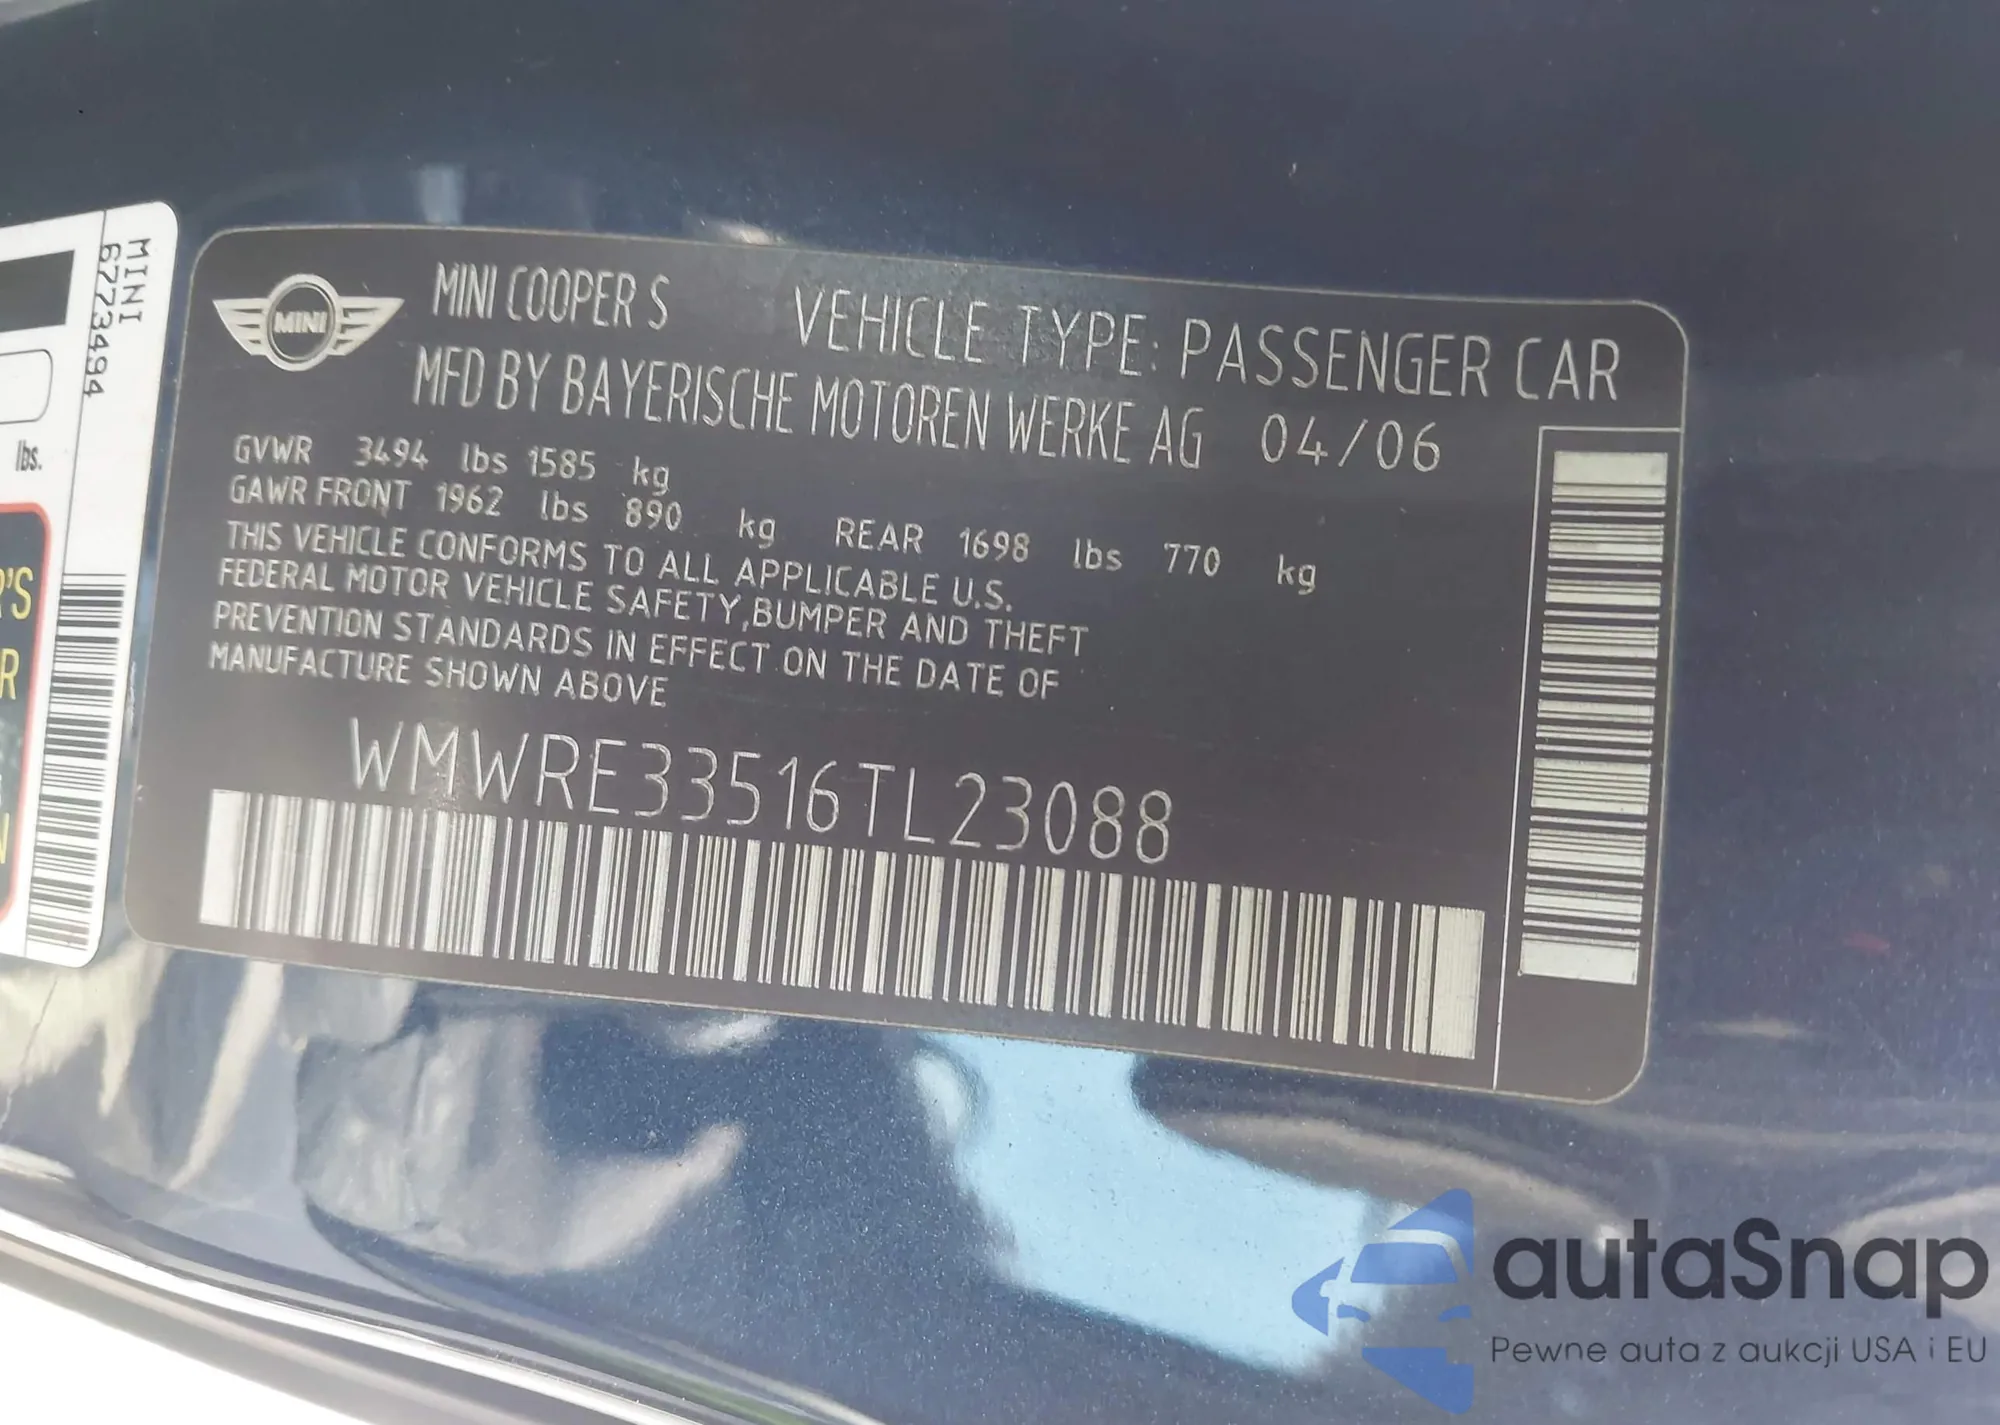 MINI
6773494
lbs.
R'S
R
N
MINI
MINI COOPER S VEHICLE TYPE: PASSENGER CAR
MFD BY BAYERISCHE MOTOREN WERKE AG 04/06
GVWR 3494 lbs 1585 kg
GAWR FRONT 1962 lbs 890 kg REAR 1698 lbs 770 kg
THIS VEHICLE CONFORMS TO ALL APPLICABLE U.S.
FEDERAL MOTOR VEHICLE SAFETY,BUMPER AND THEFT
PREVENTION STANDARDS IN EFFECT ON THE DATE OF
MANUFACTURE SHOWN ABOVE
WMWRE33516TL23088
autaSnap
Pewne auta z aukcji USA i EU